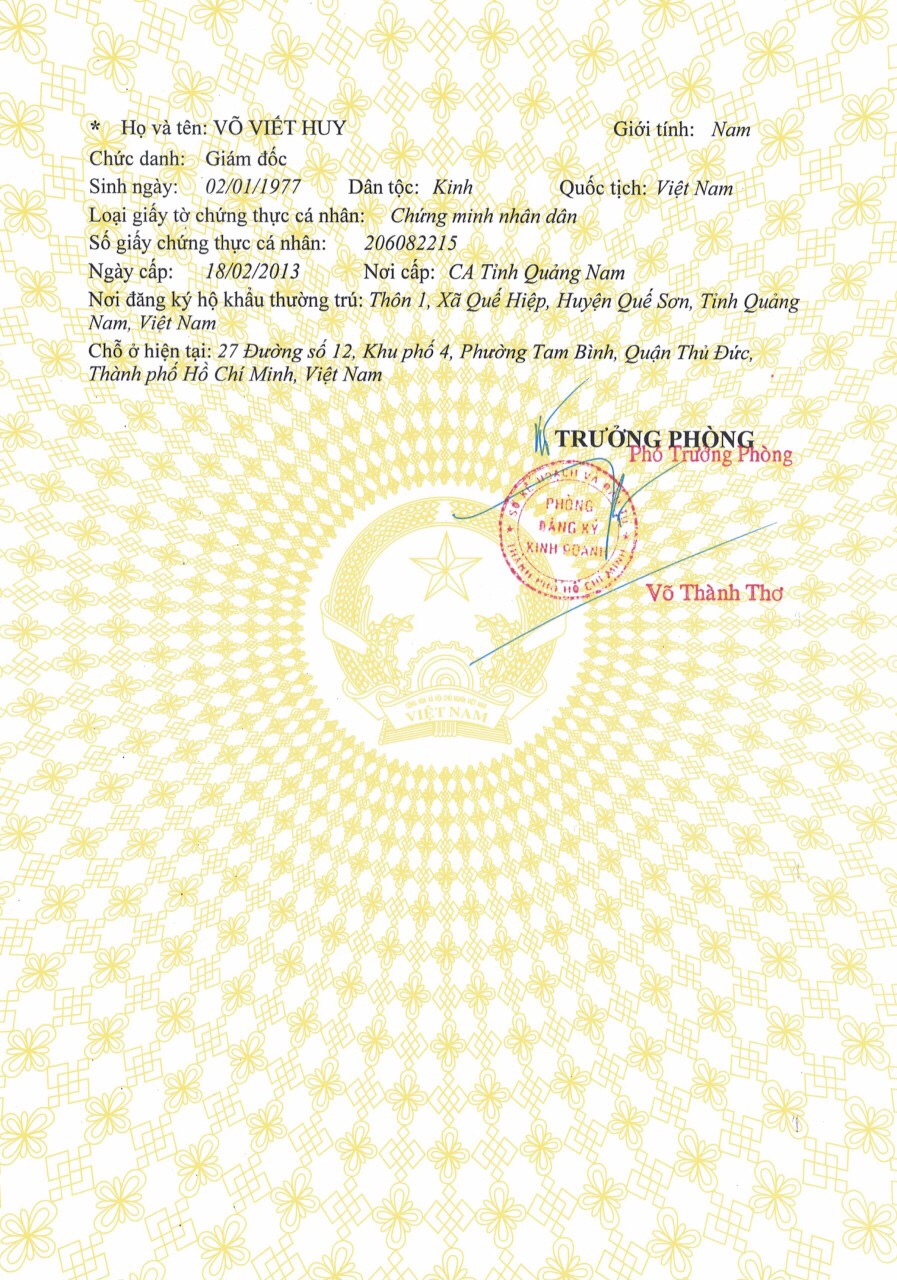 * Họ và tên: VÕ VIẾT HUY Giới tính: Nam
Chức danh: Giám đốc
Sinh ngày: 02/01/1977 Dân tộc: Kinh Quốc tịch: Việt Nam
Loại giấy tờ chứng thực cá nhân: Chứng minh nhân dân
Số giấy chứng thực cá nhân: 206082215
Ngày cấp: 18/02/2013 Nơi cấp: CA Tỉnh Quảng Nam
Nơi đăng ký hộ khẩu thường trú: Thôn 1, Xã Quế Hiệp, Huyện Quế Sơn, Tỉnh Quảng
Nam, Việt Nam
Chỗ ở hiện tại: 27 Đường số 12, Khu phố 4, Phường Tam Bình, Quận Thủ Đức,
Thành phố Hồ Chí Minh, Việt Nam
TRƯỞNG PHÒNG
Phó Trưởng Phòng
SỞ KẾ HOẠCH VÀ ĐẦU TƯ
PHÒNG
ĐĂNG KÝ
KINH DOANH
THÀNH PHỐ HỒ CHÍ MINH
Võ Thành Thơ
VIỆT NAM